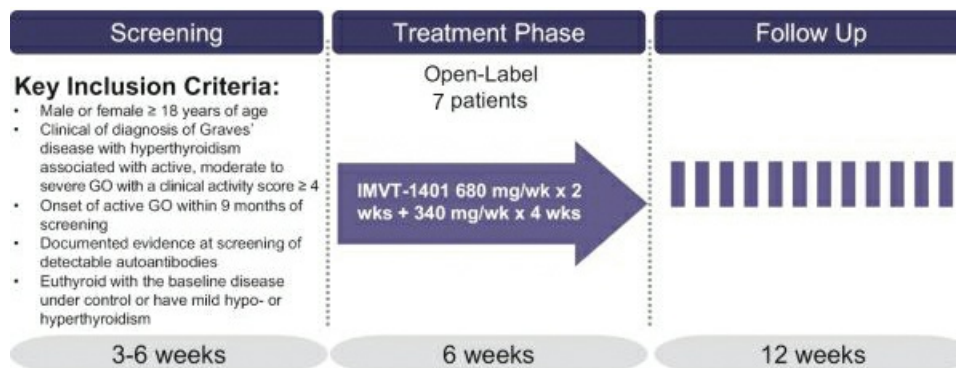 Screening
Treatment Phase
Follow Up
Key Inclusion Criteria:
• Male or female ≥ 18 years of age
• Clinical of diagnosis of Graves'
disease with hyperthyroidism
associated with active, moderate to
severe GO with a clinical activity score ≥ 4
• Onset of active GO within 9 months of
screening
• Documented evidence at screening of
detectable autoantibodies
• Euthyroid with the baseline disease
under control or have mild hypo- or
hyperthyroidism
Open-Label
7 patients
IMVT-1401 680 mg/wk x 2
wks + 340 mg/wk x 4 wks
3-6 weeks
6 weeks
12 weeks